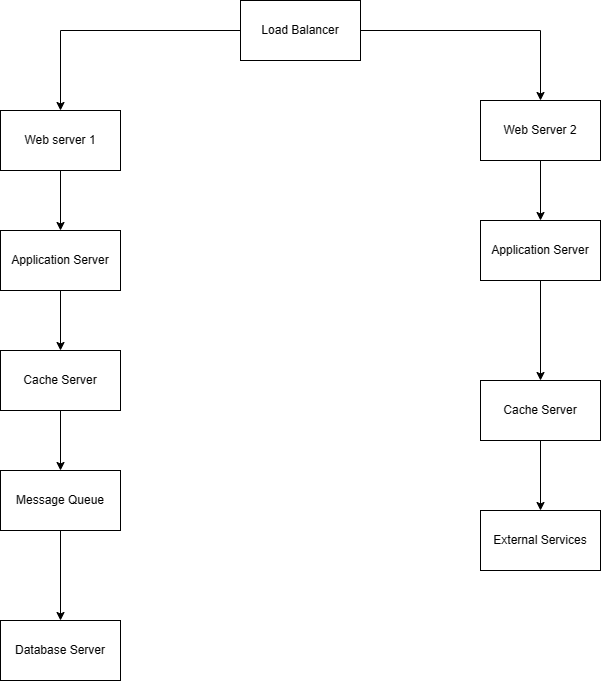 Load Balancer
Web server 1
Web Server 2
Application Server
Application Server
Cache Server
Cache Server
Message Queue
External Services
Database Server